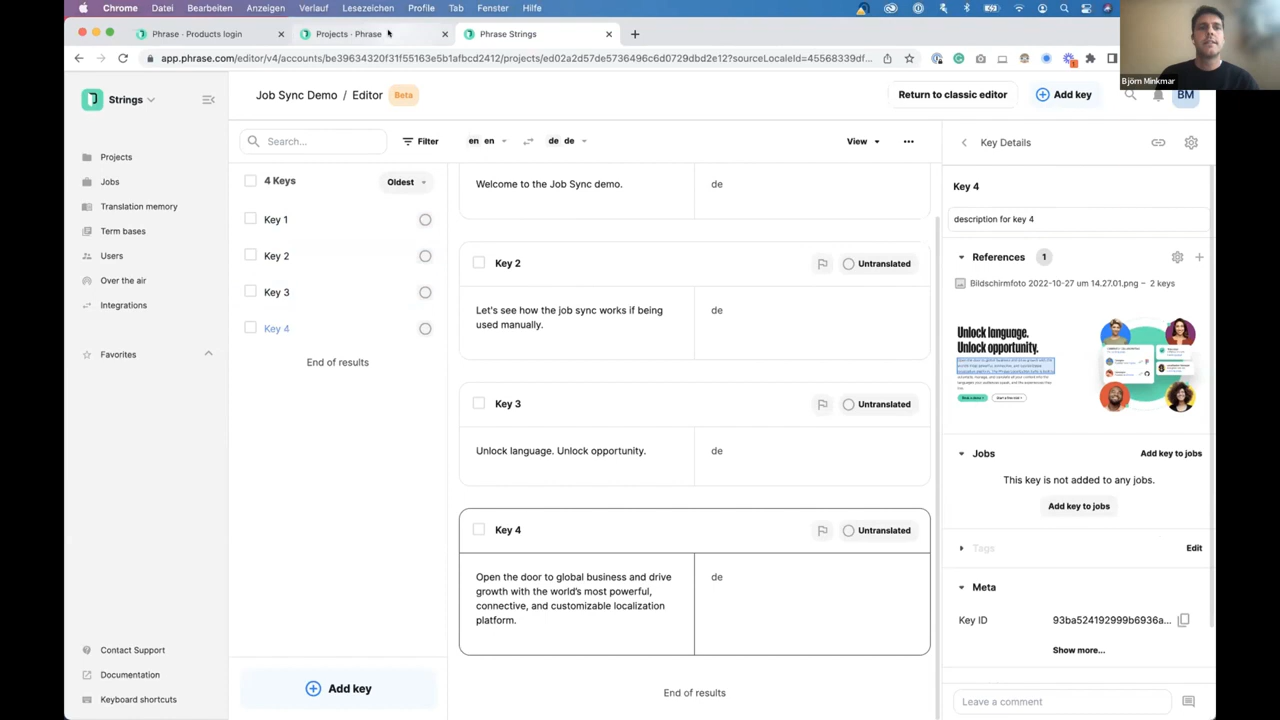 Chrome Datei Bearbeiten Anzeigen Verlauf Lesezeichen Profile Tab Fenster Hilfe
Phrase - Products login
Projects · Phrase
Phrase Strings
app.phrase.com/editor/v4/accounts/be39634320f31f55163e5b1afbcd2412/projects/ed02a2d57de5736496c6d0729dbd2e12?sourceLocaleId=45568339df...
Björn Minkmar
Strings
Job Sync Demo / Editor Beta
Return to classic editor
Add key
BM
Projects
Jobs
Translation memory
Term bases
Users
Over the air
Integrations
Favorites
Contact Support
Documentation
Keyboard shortcuts
Search...
Filter
4 Keys
Oldest
Key 1
Key 2
Key 3
Key 4
End of results
Add key
en en
de de
View
Welcome to the Job Sync demo.
de
Key 2
Untranslated
Let's see how the job sync works if being
used manually.
de
Key 3
Untranslated
Unlock language. Unlock opportunity.
de
Key 4
Untranslated
Open the door to global business and drive
growth with the world's most powerful,
connective, and customizable localization
platform.
de
End of results
Key Details
Key 4
description for key 4
References 1
Bildschirmfoto 2022-10-27 um 14.27.01.png – 2 keys
Unlock language.
Unlock opportunity.
Jobs
Add key to jobs
This key is not added to any jobs.
Add key to jobs
Tags
Edit
Meta
Key ID
93ba524192999b6936a...
Show more...
Leave a comment